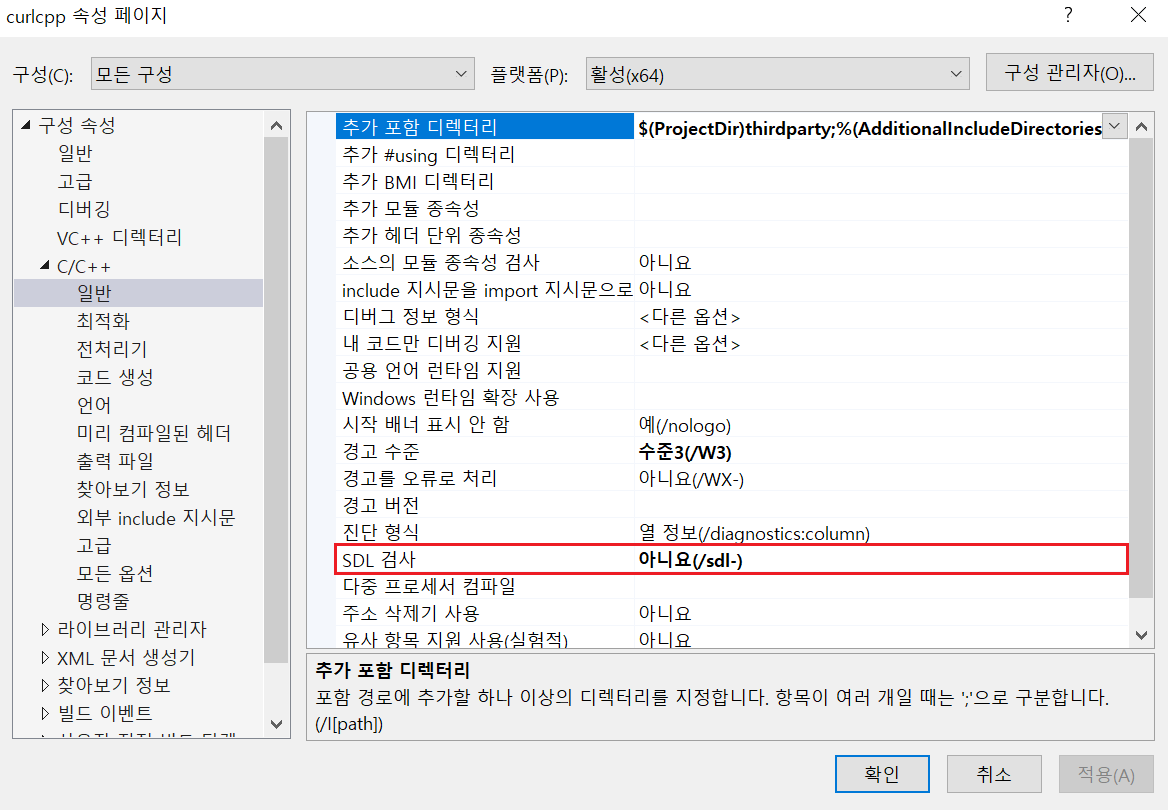 curlcpp 속성 페이지
?
구성(C):
모든 구성
플랫폼(P):
활성(x64)
구성 관리자(O)...
구성 속성
일반
고급
디버깅
VC++ 디렉터리
C/C++
일반
최적화
전처리기
코드 생성
언어
미리 컴파일된 헤더
출력 파일
찾아보기 정보
외부 include 지시문
고급
모든 옵션
명령줄
라이브러리 관리자
XML 문서 생성기
찾아보기 정보
빌드 이벤트
추가 포함 디렉터리 $(ProjectDir)thirdparty;%(AdditionalIncludeDirectories
추가 #using 디렉터리
추가 BMI 디렉터리
추가 모듈 종속성
추가 헤더 단위 종속성
소스의 모듈 종속성 검사 아니요
include 지시문을 import 지시문으로 아니요
디버그 정보 형식 <다른 옵션>
내 코드만 디버깅 지원 <다른 옵션>
공용 언어 런타임 지원
Windows 런타임 확장 사용
시작 배너 표시 안 함 예(/nologo)
경고 수준 수준3(/W3)
경고를 오류로 처리 아니요(/WX-)
경고 버전
진단 형식 열 정보(/diagnostics:column)
SDL 검사 아니요(/sdl-)
다중 프로세서 컴파일
주소 삭제기 사용 아니요
유사 항목 지원 사용(실험적) 아니요
추가 포함 디렉터리
포함 경로에 추가할 하나 이상의 디렉터리를 지정합니다. 항목이 여러 개일 때는 ';'으로 구분합니다.
(/I[path])
확인
취소
적용(A)